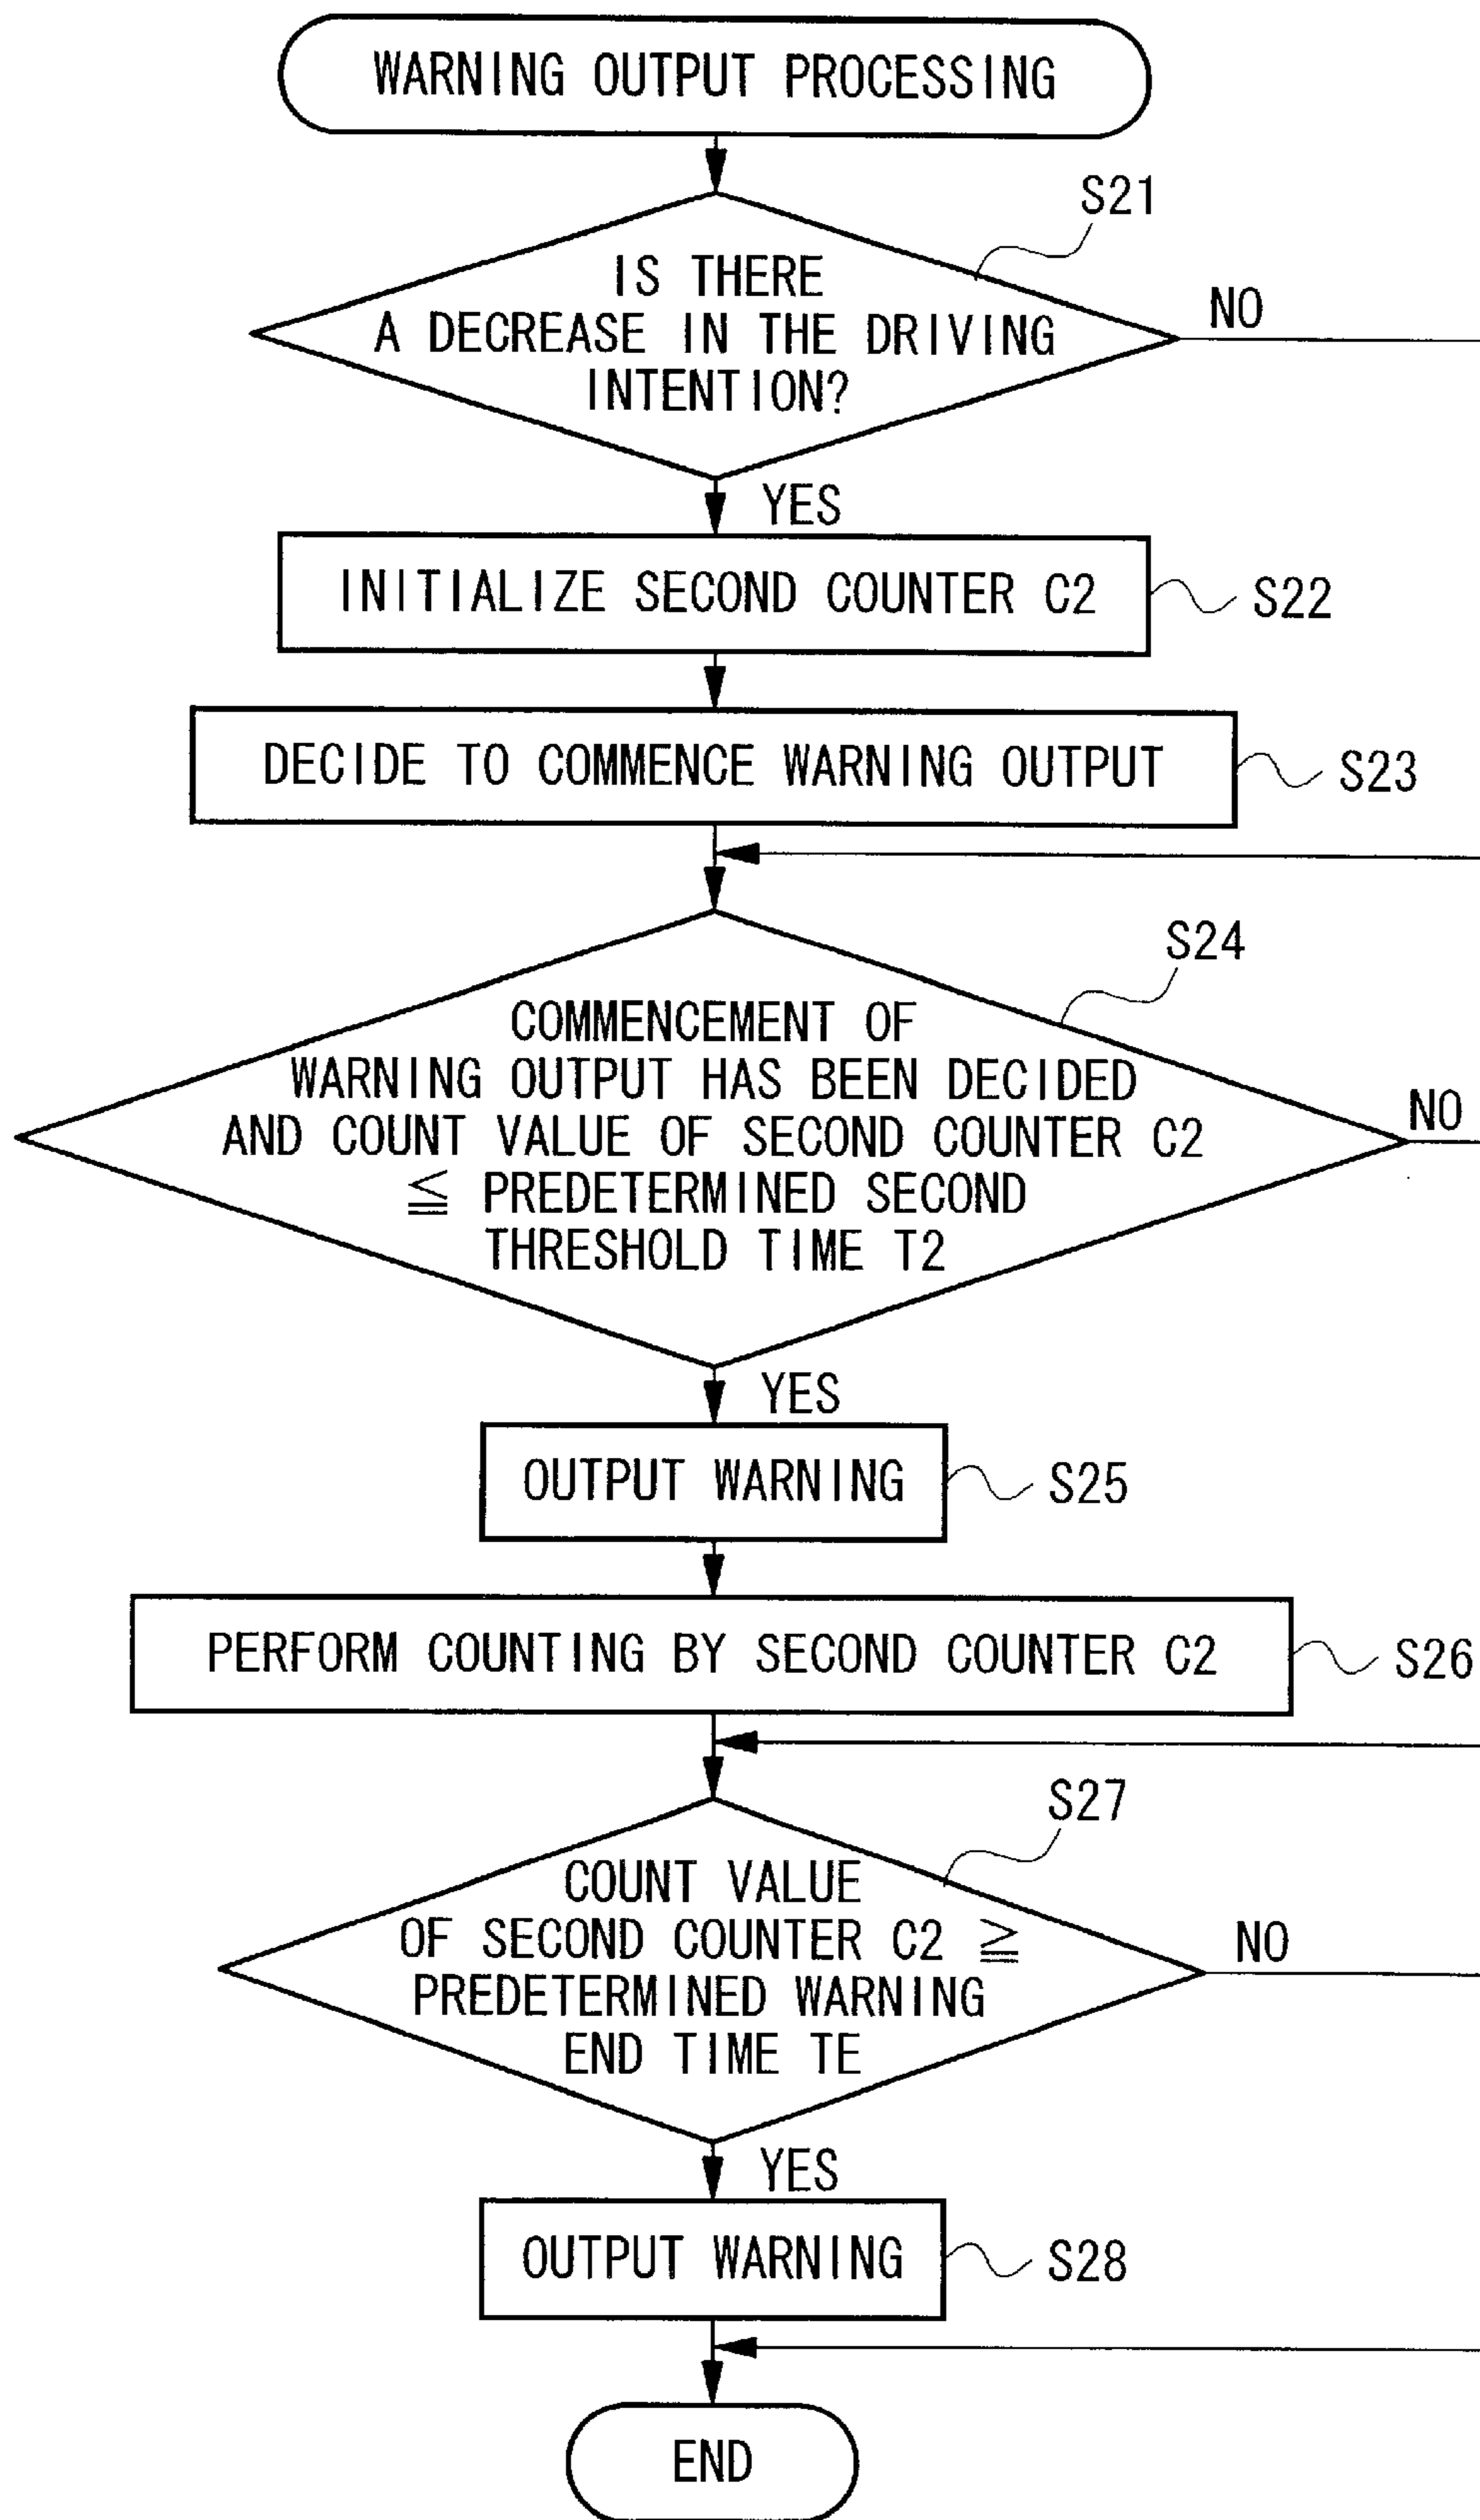 WARNING OUTPUT PROCESSING
S21
IS THERE
A DECREASE IN THE DRIVING
INTENTION?
NO
YES
INITIALIZE SECOND COUNTER C2
S22
DECIDE TO COMMENCE WARNING OUTPUT
S23
S24
COMMENCEMENT OF
WARNING OUTPUT HAS BEEN DECIDED
AND COUNT VALUE OF SECOND COUNTER C2
≦ PREDETERMINED SECOND
THRESHOLD TIME T2
NO
YES
OUTPUT WARNING
S25
PERFORM COUNTING BY SECOND COUNTER C2
S26
S27
COUNT VALUE
OF SECOND COUNTER C2 ≧
PREDETERMINED WARNING
END TIME TE
NO
YES
OUTPUT WARNING
S28
END